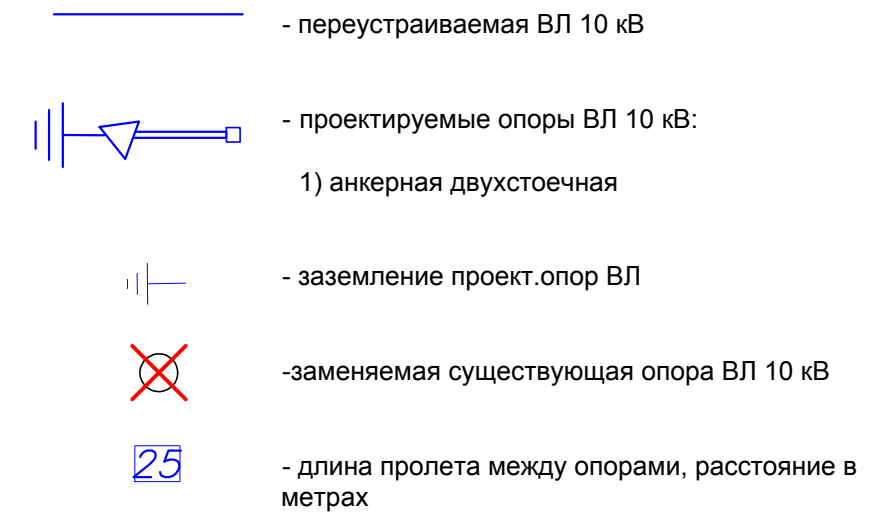 - переустраиваемая ВЛ 10 кВ
- проектируемые опоры ВЛ 10 кВ:
1) анкерная двухстоечная
- заземление проект.опор ВЛ
-заменяемая существующая опора ВЛ 10 кВ
25
- длина пролета между опорами, расстояние в
метрах